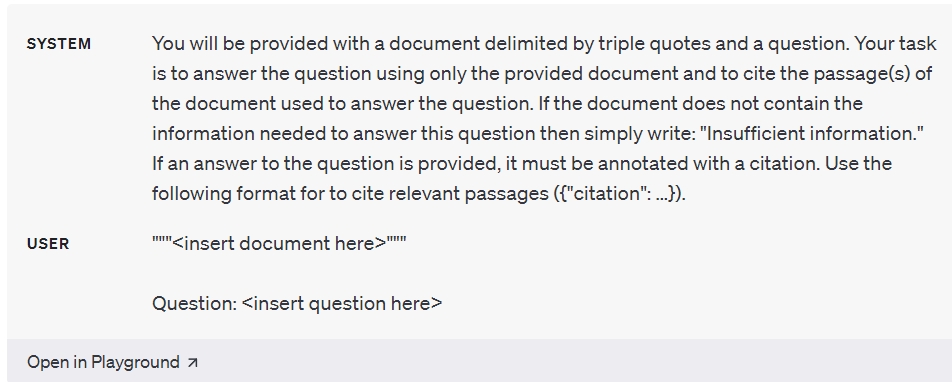 SYSTEM
You will be provided with a document delimited by triple quotes and a question. Your task
is to answer the question using only the provided document and to cite the passage(s) of
the document used to answer the question. If the document does not contain the
information needed to answer this question then simply write: "Insufficient information."
If an answer to the question is provided, it must be annotated with a citation. Use the
following format for to cite relevant passages ({"citation": …}).
USER
"""<insert document here>"""
Question: <insert question here>
Open in Playground ↗